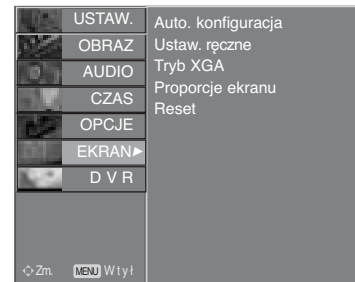 USTAW.
OBRAZ
AUDIO
CZAS
OPCJE
EKRAN
D V R
Zm. MENU Wtył
Auto. konfiguracja
Ustaw. ręczne
Tryb XGA
Proporcje ekranu
Reset